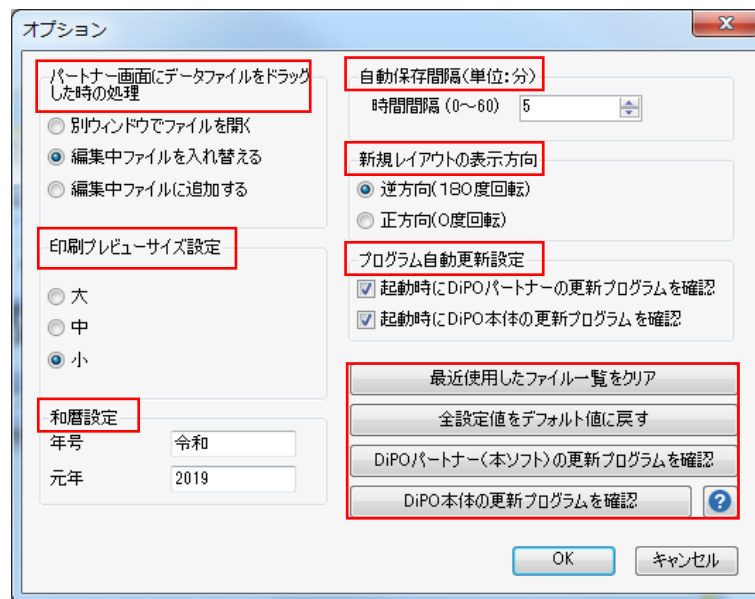 オプション
パートナー画面にデータファイルをドラッグ
した時の処理
別ウィンドウでファイルを開く
編集中ファイルを入れ替える
編集中ファイルに追加する
印刷プレビューサイズ設定
大
中
小
和暦設定
年号 令和
元年 2019
自動保存間隔(単位:分)
時間間隔 (0～60) 5
新規レイアウトの表示方向
逆方向(180度回転)
正方向(0度回転)
プログラム自動更新設定
起動時にDiPOパートナーの更新プログラムを確認
起動時にDiPO本体の更新プログラムを確認
最近使用したファイル一覧をクリア
全設定値をデフォルト値に戻す
DiPOパートナー(本ソフト)の更新プログラムを確認
DiPO本体の更新プログラムを確認 ?
OK キャンセル